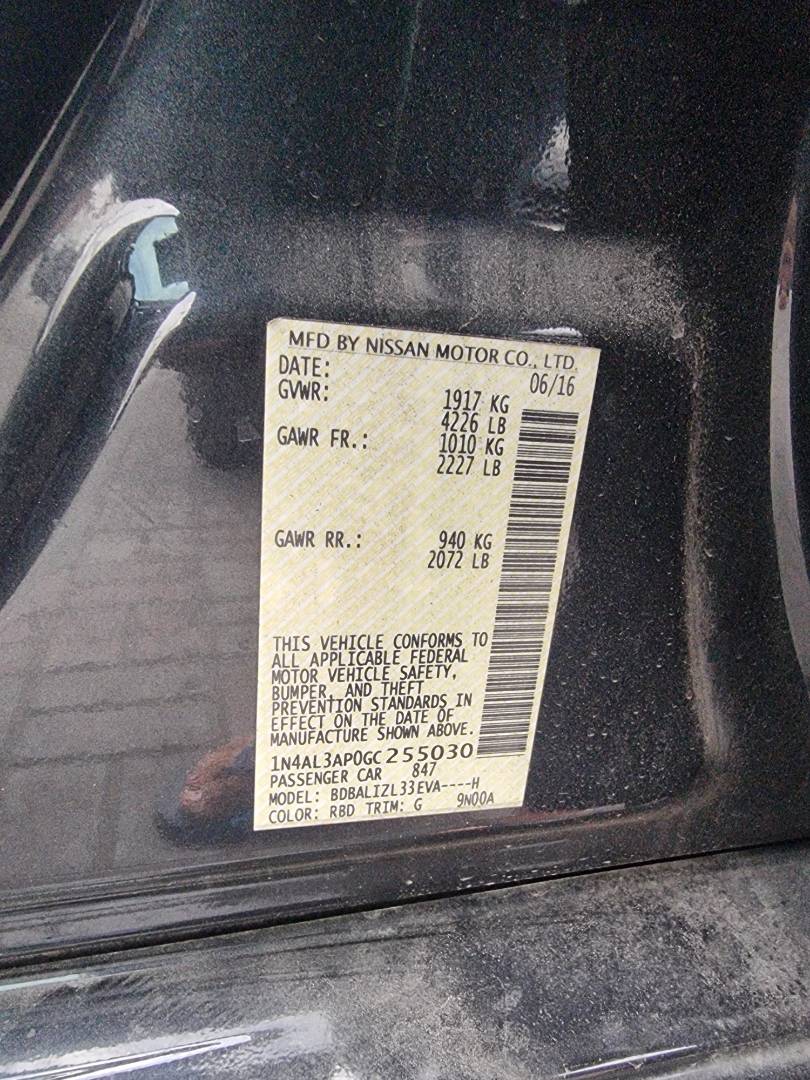 MFD BY NISSAN MOTOR CO., LTD.
DATE: 06/16
GVWR: 1917 KG
4226 LB
GAWR FR.: 1010 KG
2227 LB
GAWR RR.: 940 KG
2072 LB
THIS VEHICLE CONFORMS TO
ALL APPLICABLE FEDERAL
MOTOR VEHICLE SAFETY,
BUMPER, AND THEFT
PREVENTION STANDARDS IN
EFFECT ON THE DATE OF
MANUFACTURE SHOWN ABOVE.
1N4AL3AP0GC255030
PASSENGER CAR 847
MODEL: BDBALIZL33EVA----H
COLOR: RBD TRIM: G 9N00A